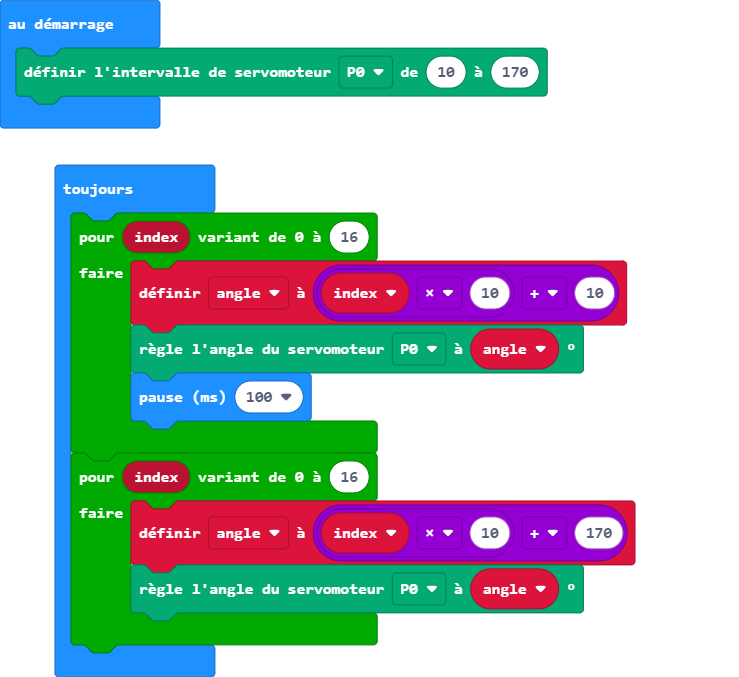 au démarrage
définir l'intervalle de servomoteur P0 de 10 à 170
toujours
pour index variant de 0 à 16
faire
définir angle à index × 10 + 10
règle l'angle du servomoteur P0 à angle °
pause (ms) 100
pour index variant de 0 à 16
faire
définir angle à index × 10 + 170
règle l'angle du servomoteur P0 à angle °